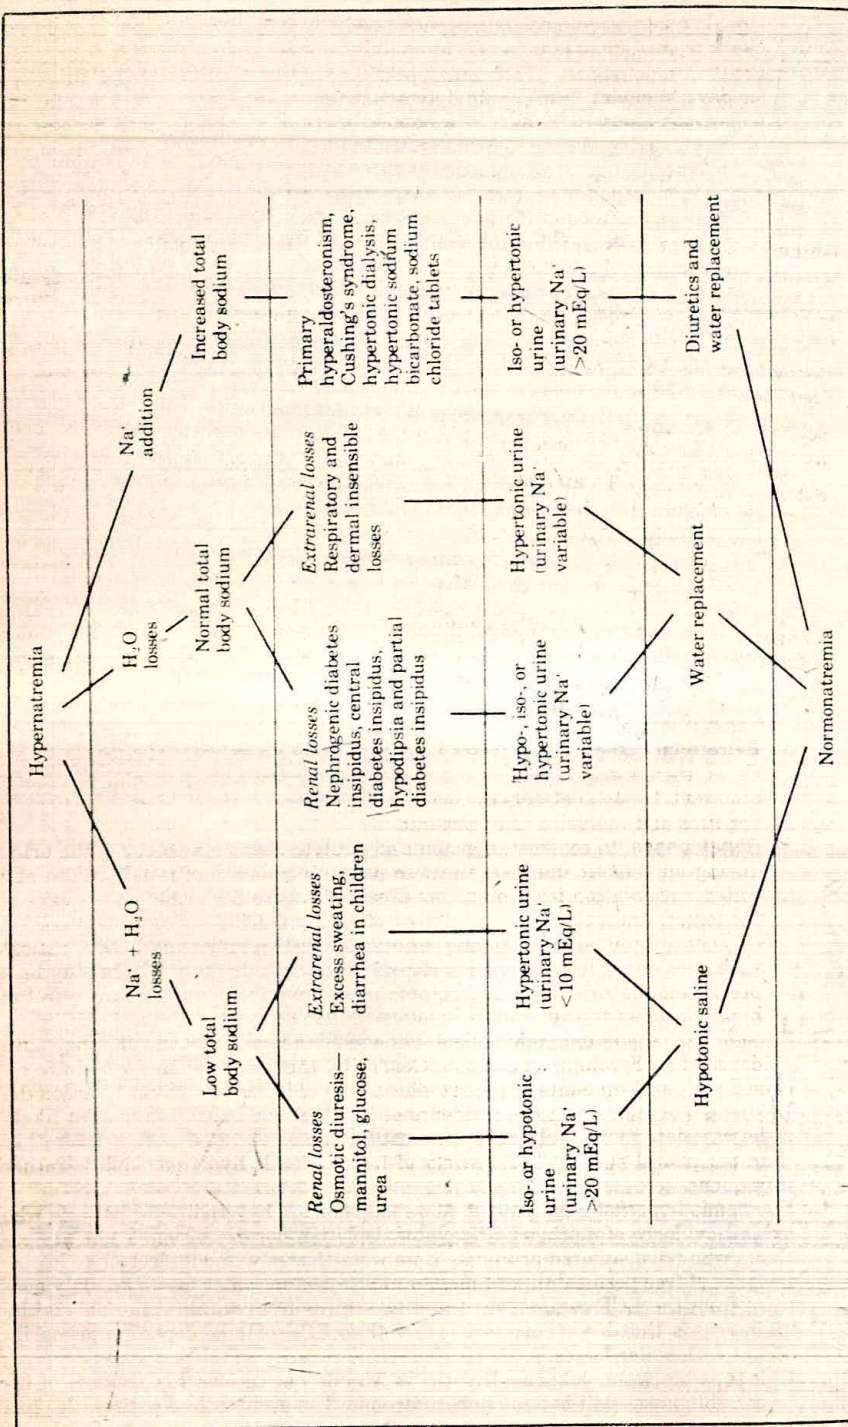 Hypernatremia
Na⁺ + H₂O
losses
H₂O
losses
Na⁺
addition
Low total
body sodium
Normal total
body sodium
Increased total
body sodium
Renal losses
Osmotic diuresis—
mannitol, glucose,
urea
Extrarenal losses
Excess sweating,
diarrhea in children
Renal losses
Nephrogenic diabetes
insipidus, central
diabetes insipidus,
hypodipsia and partial
diabetes insipidus
Extrarenal losses
Respiratory and
dermal insensible
losses
Primary
hyperaldosteronism,
Cushing's syndrome,
hypertonic dialysis,
hypertonic sodium
bicarbonate, sodium
chloride tablets
Iso- or hypotonic
urine
(urinary Na⁺
>20 mEq/L)
Hypertonic urine
(urinary Na⁺
<10 mEq/L)
Hypo-, iso-, or
hypertonic urine
(urinary Na⁺
variable)
Hypertonic urine
(urinary Na⁺
variable)
Iso- or hypertonic
urine
(urinary Na⁺
>20 mEq/L)
Hypotonic saline
Water replacement
Diuretics and
water replacement
Normonatremia